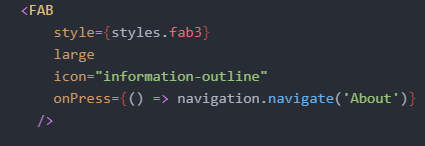 <FAB
style={styles.fab3}
large
icon="information-outline"
onPress={() => navigation.navigate('About')}
/>